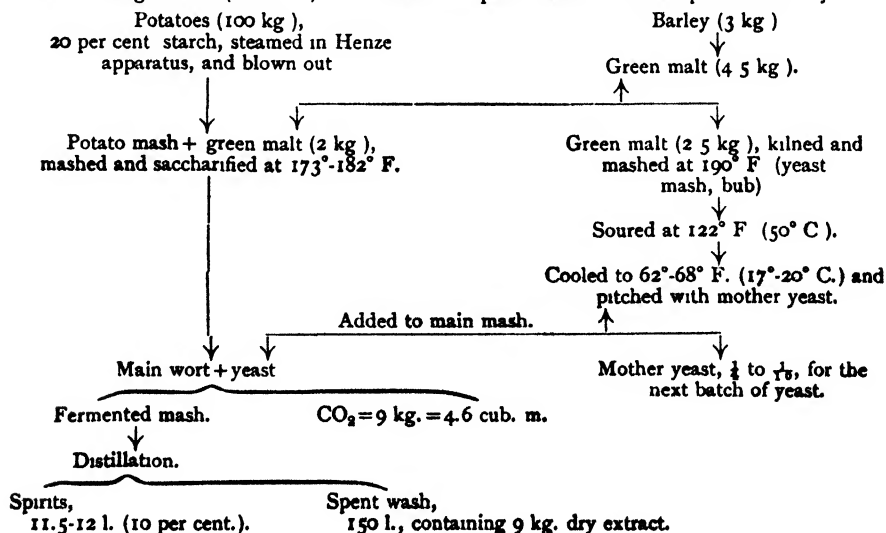 Potatoes (100 kg ),
20 per cent starch, steamed in Henze
apparatus, and blown out
Barley (3 kg )
Green malt (4 5 kg ).
Potato mash + green malt (2 kg ),
mashed and saccharified at 173°-182° F.
Green malt (2 5 kg ), kilned and
mashed at 190° F (yeast
mash, bub)
Soured at 122° F (50° C ).
Cooled to 62°-68° F. (17°-20° C.) and
pitched with mother yeast.
Added to main mash.
Main wort + yeast
Mother yeast, to 1/10, for the
next batch of yeast.
Fermented mash.
CO₂ = 9 kg. = 4.6 cub. m.
Distillation.
Spirits,
11.5-12 l. (10 per cent.).
Spent wash,
150 l., containing 9 kg. dry extract.